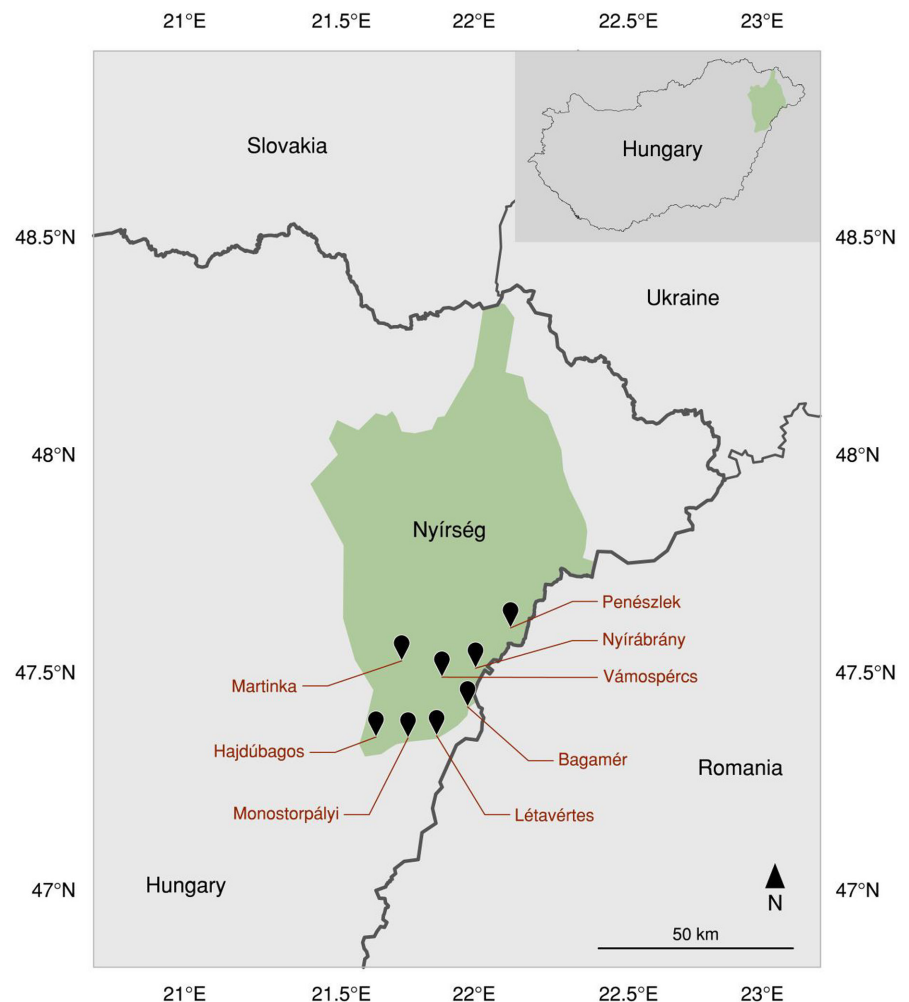 21°E 21.5°E 22°E 22.5°E 23°E
Slovakia
Hungary
48.5°N 48.5°N
Ukraine
48°N 48°N
Nyírség
Penészlek
Nyírábrány
47.5°N 47.5°N
Vámospércs
Martinka
Hajdúbagos
Bagamér
Romania
Monostorpályi
Létavértes
Hungary
47°N 47°N
N
50 km
21°E 21.5°E 22°E 22.5°E 23°E